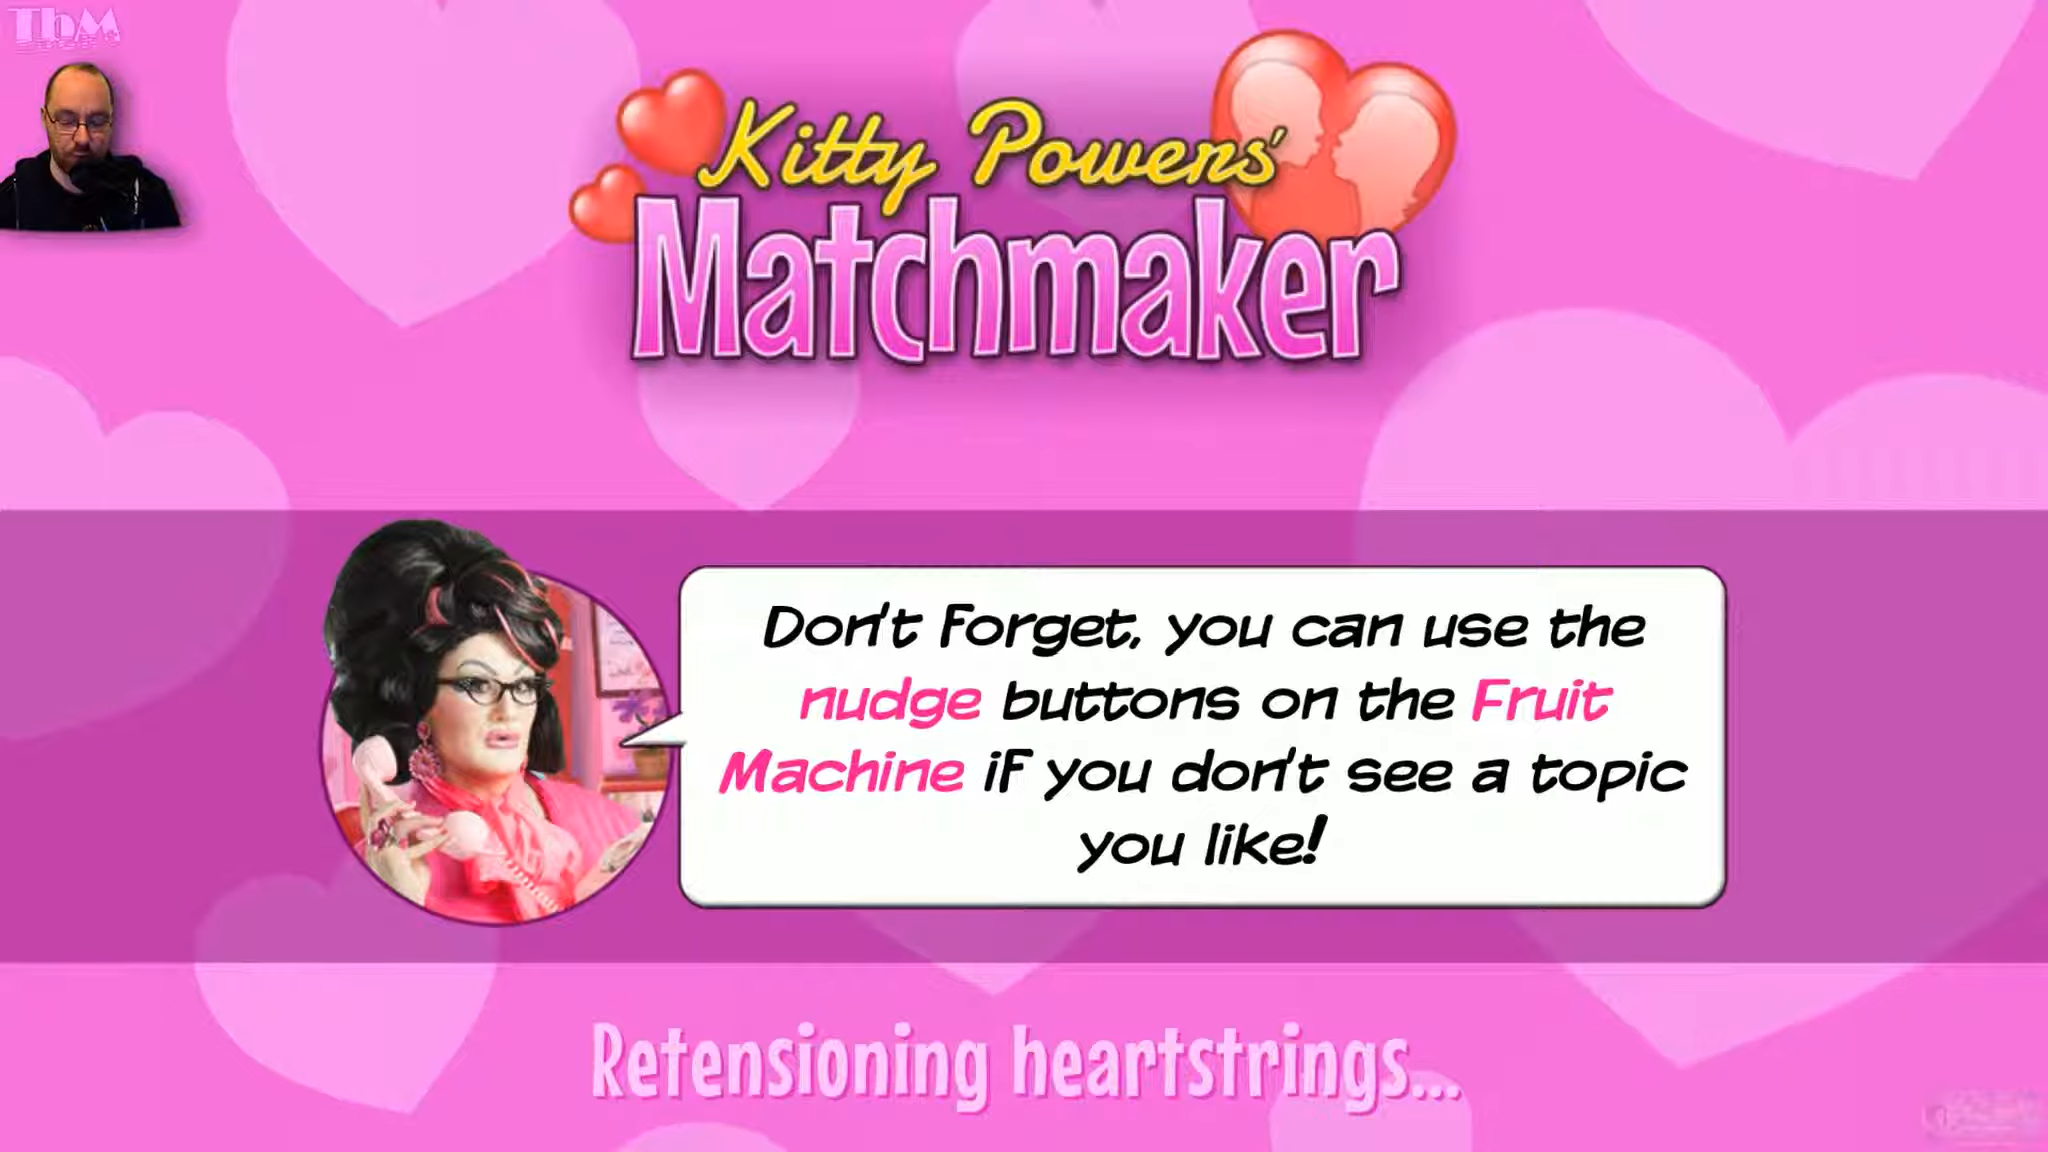 TbM
Kitty Powers'
Matchmaker
Don't Forget, you can use the
nudge buttons on the Fruit
Machine if you don't see a topic
you like!
Retensioning heartstrings...